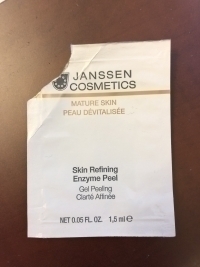 JANSSEN
COSMETICS
MATURE SKIN
PEAU DÉVITALISÉE
Skin Refining
Enzyme Peel
Gel Peeling
Clarté Affinée
NET 0.05 FL. OZ. 1,5 ml ℮